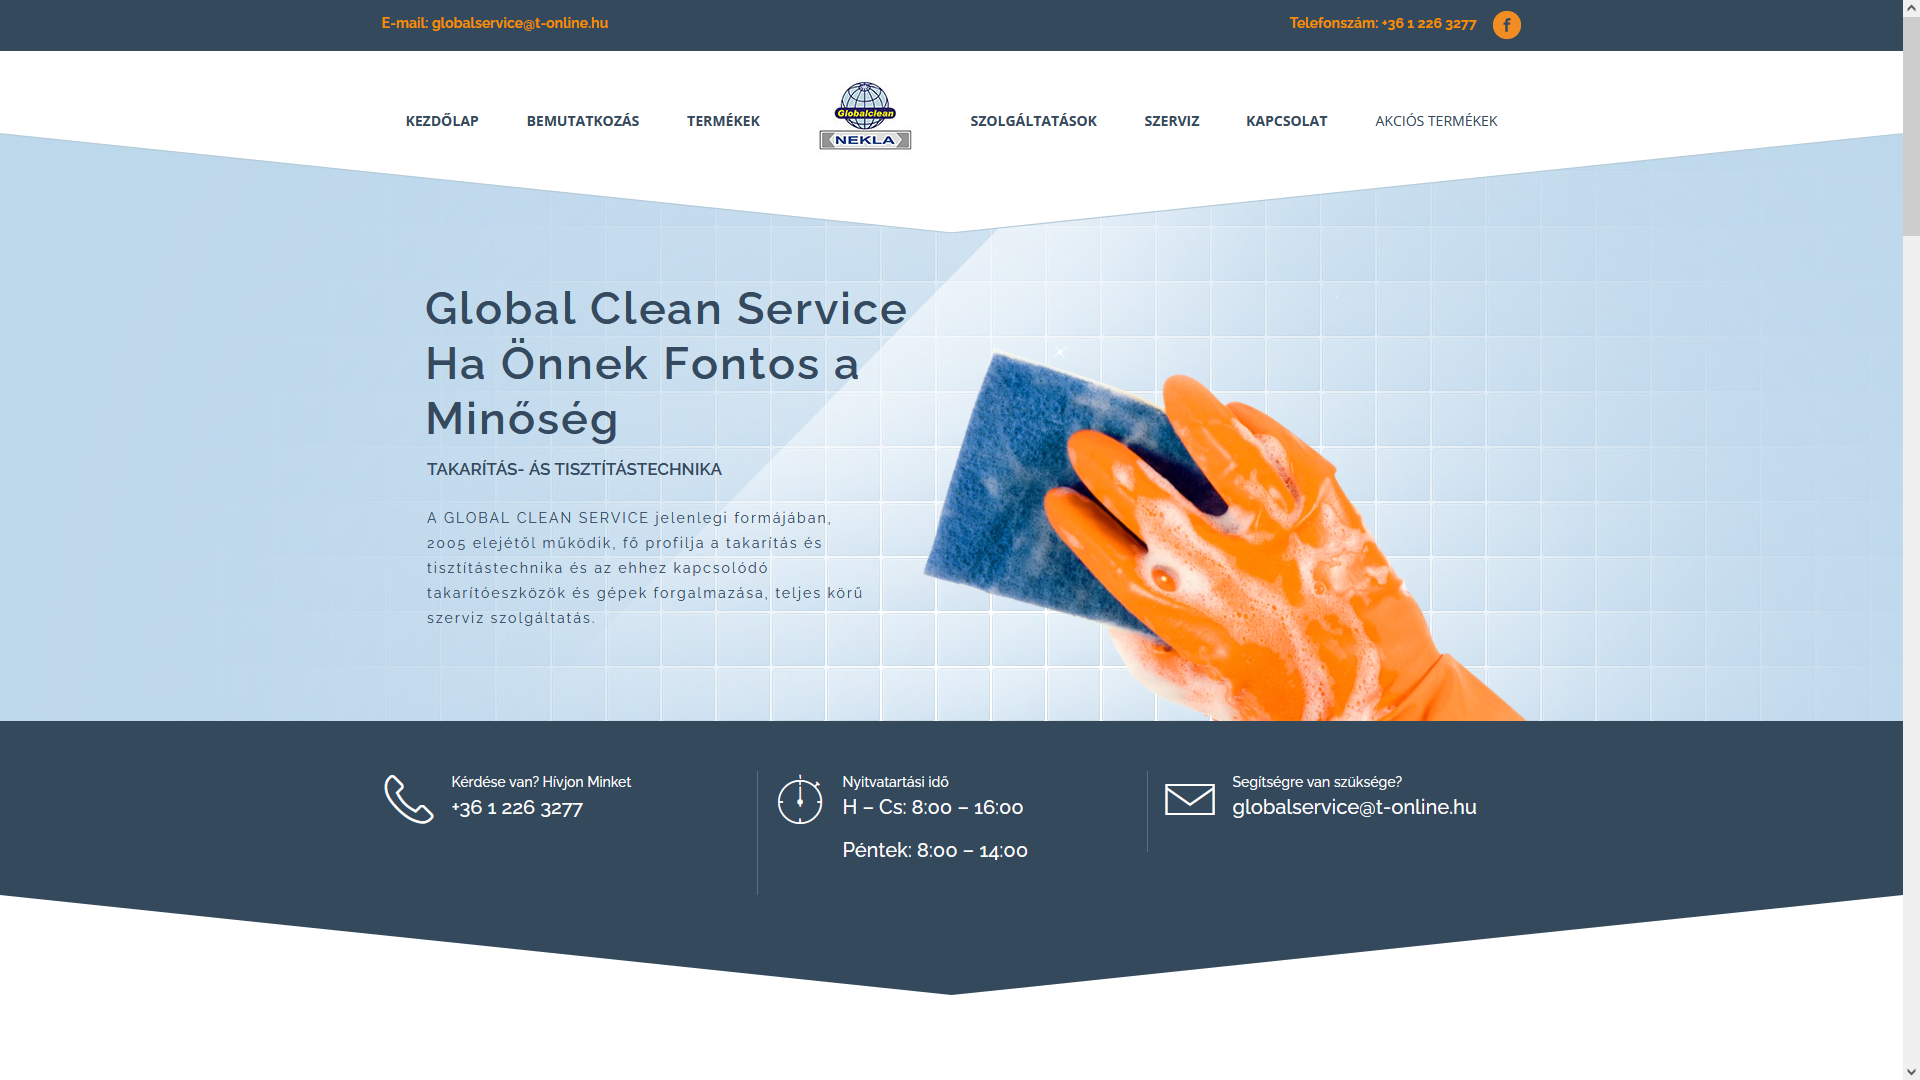 E-mail: globalservice@t-online.hu
Telefonszám: +36 1 226 3277
KEZDŐLAP
BEMUTATKOZÁS
TERMÉKEK
Globalclean
NEKLA
SZOLGÁLTATÁSOK
SZERVIZ
KAPCSOLAT
AKCIÓS TERMÉKEK
Global Clean Service
Ha Önnek Fontos a
Minőség
TAKARÍTÁS- ÁS TISZTÍTÁSTECHNIKA
A GLOBAL CLEAN SERVICE jelenlegi formájában,
2005 elejétől működik, fő profilja a takarítás és
tisztítástechnika és az ehhez kapcsolódó
takarítóeszközök és gépek forgalmazása, teljes körű
szerviz szolgáltatás.
Kérdése van? Hívjon Minket
+36 1 226 3277
Nyitvatartási idő
H – Cs: 8:00 – 16:00
Péntek: 8:00 – 14:00
Segítségre van szüksége?
globalservice@t-online.hu